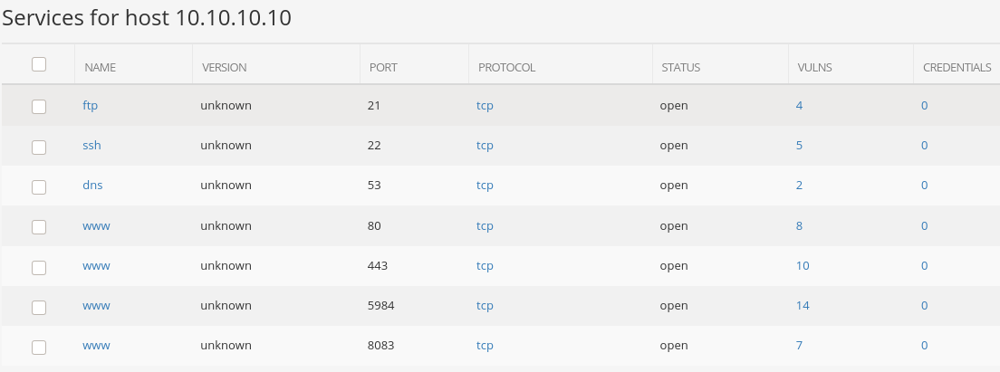 Services for host 10.10.10.10
NAME VERSION PORT PROTOCOL STATUS VULNS CREDENTIALS
ftp unknown 21 tcp open 4 0
ssh unknown 22 tcp open 5 0
dns unknown 53 tcp open 2 0
www unknown 80 tcp open 8 0
www unknown 443 tcp open 10 0
www unknown 5984 tcp open 14 0
www unknown 8083 tcp open 7 0